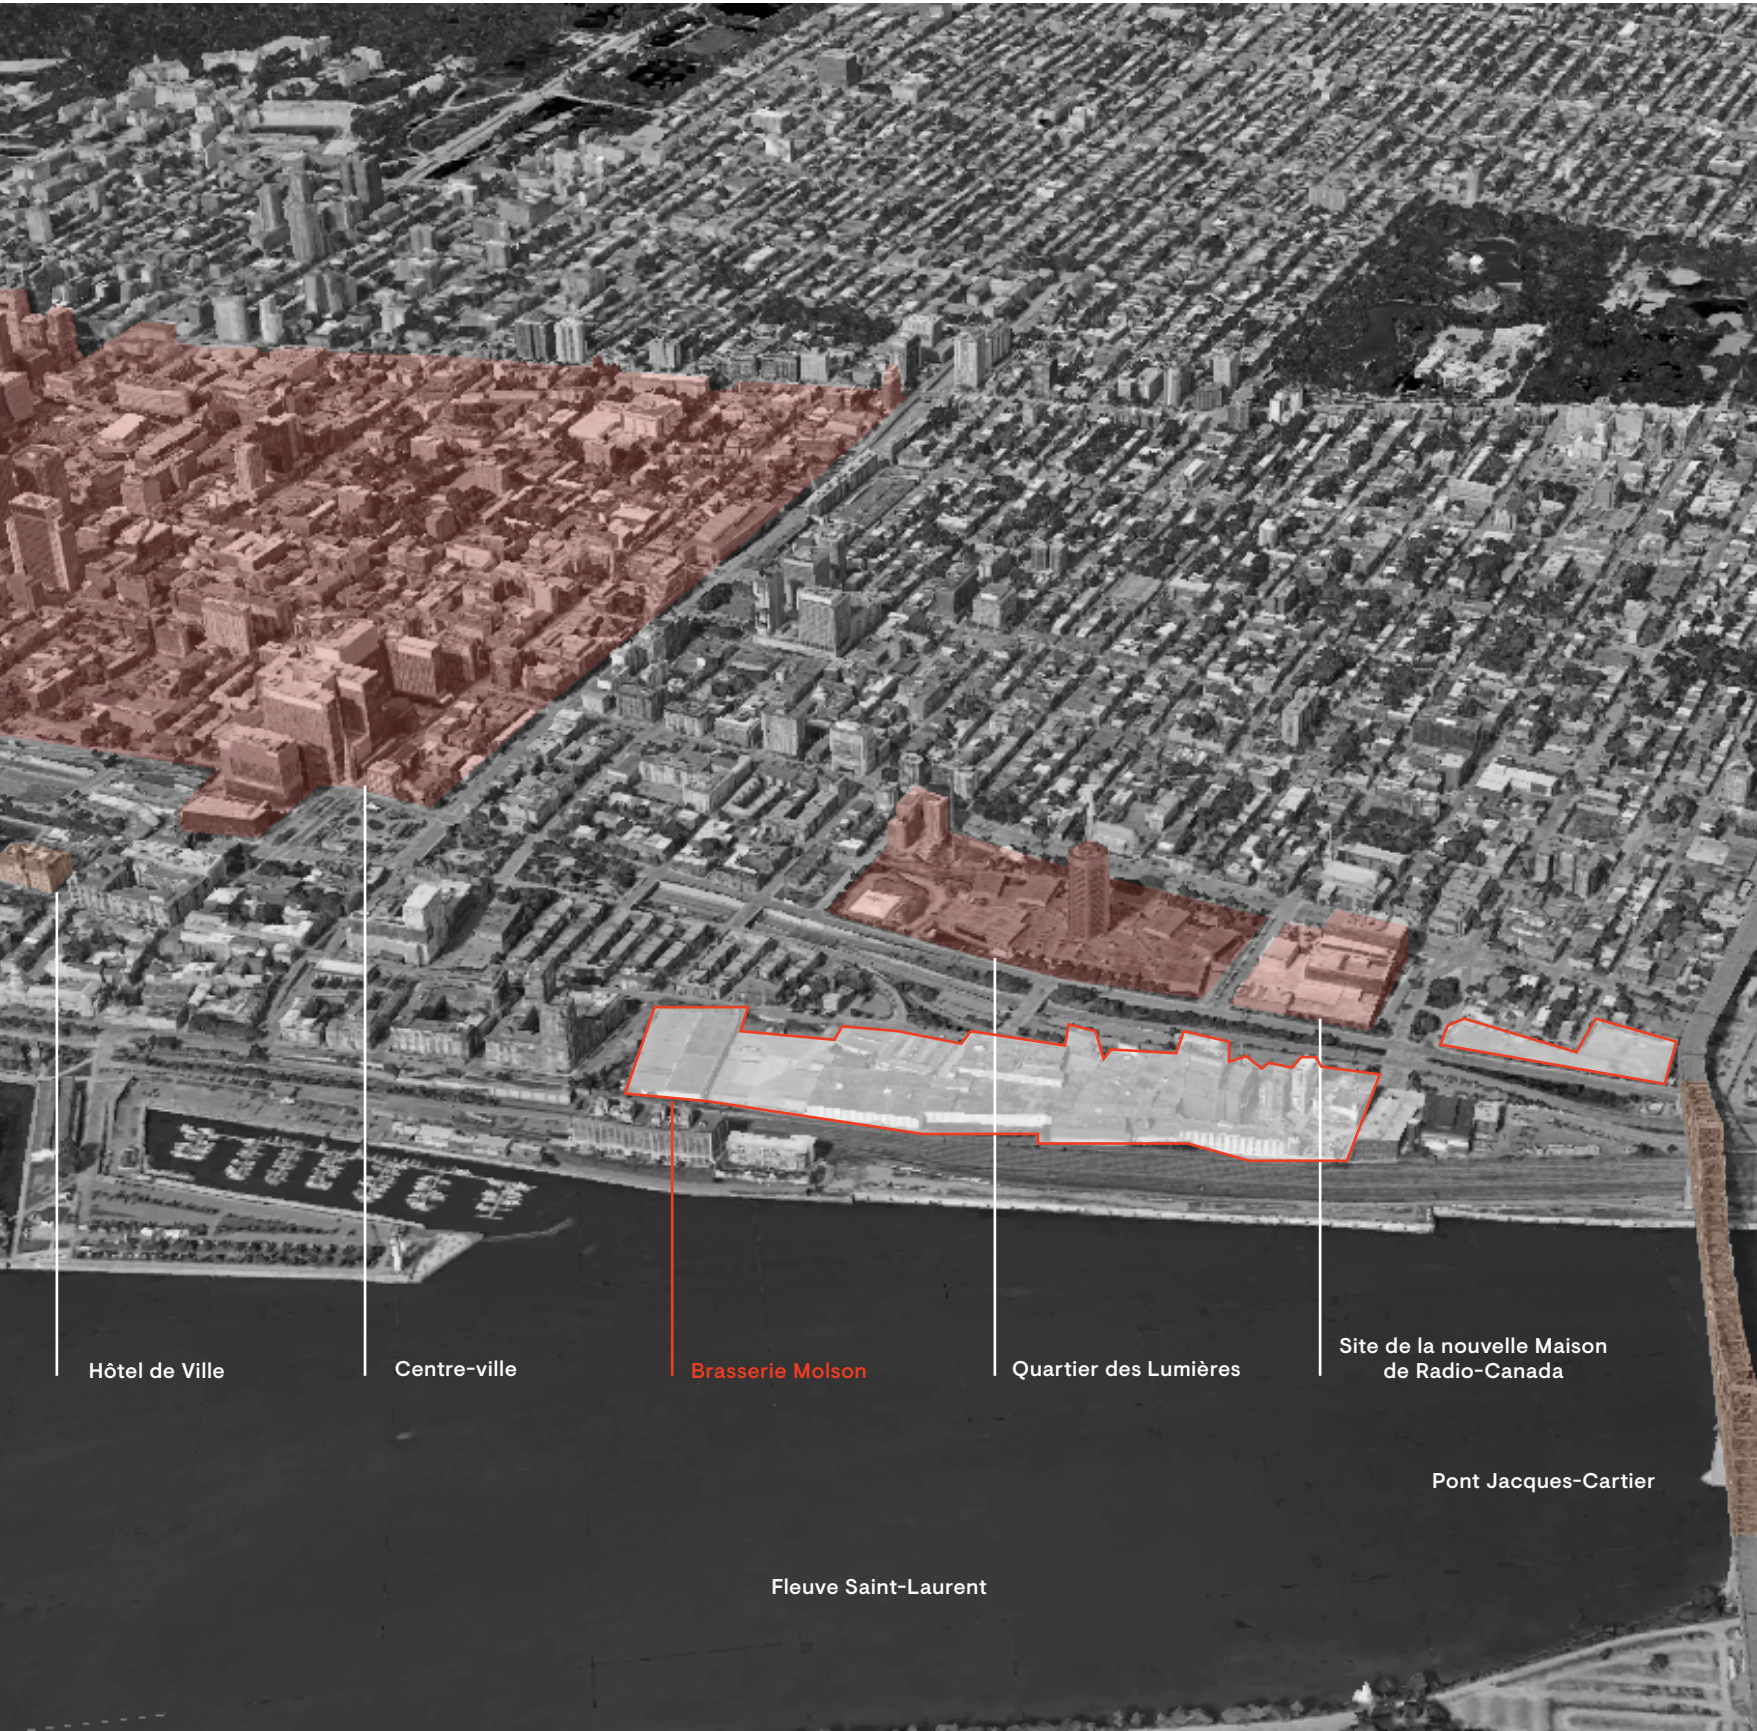 Hôtel de Ville
Centre-ville
Brasserie Molson
Quartier des Lumières
Site de la nouvelle Maison
de Radio-Canada
Pont Jacques-Cartier
Fleuve Saint-Laurent